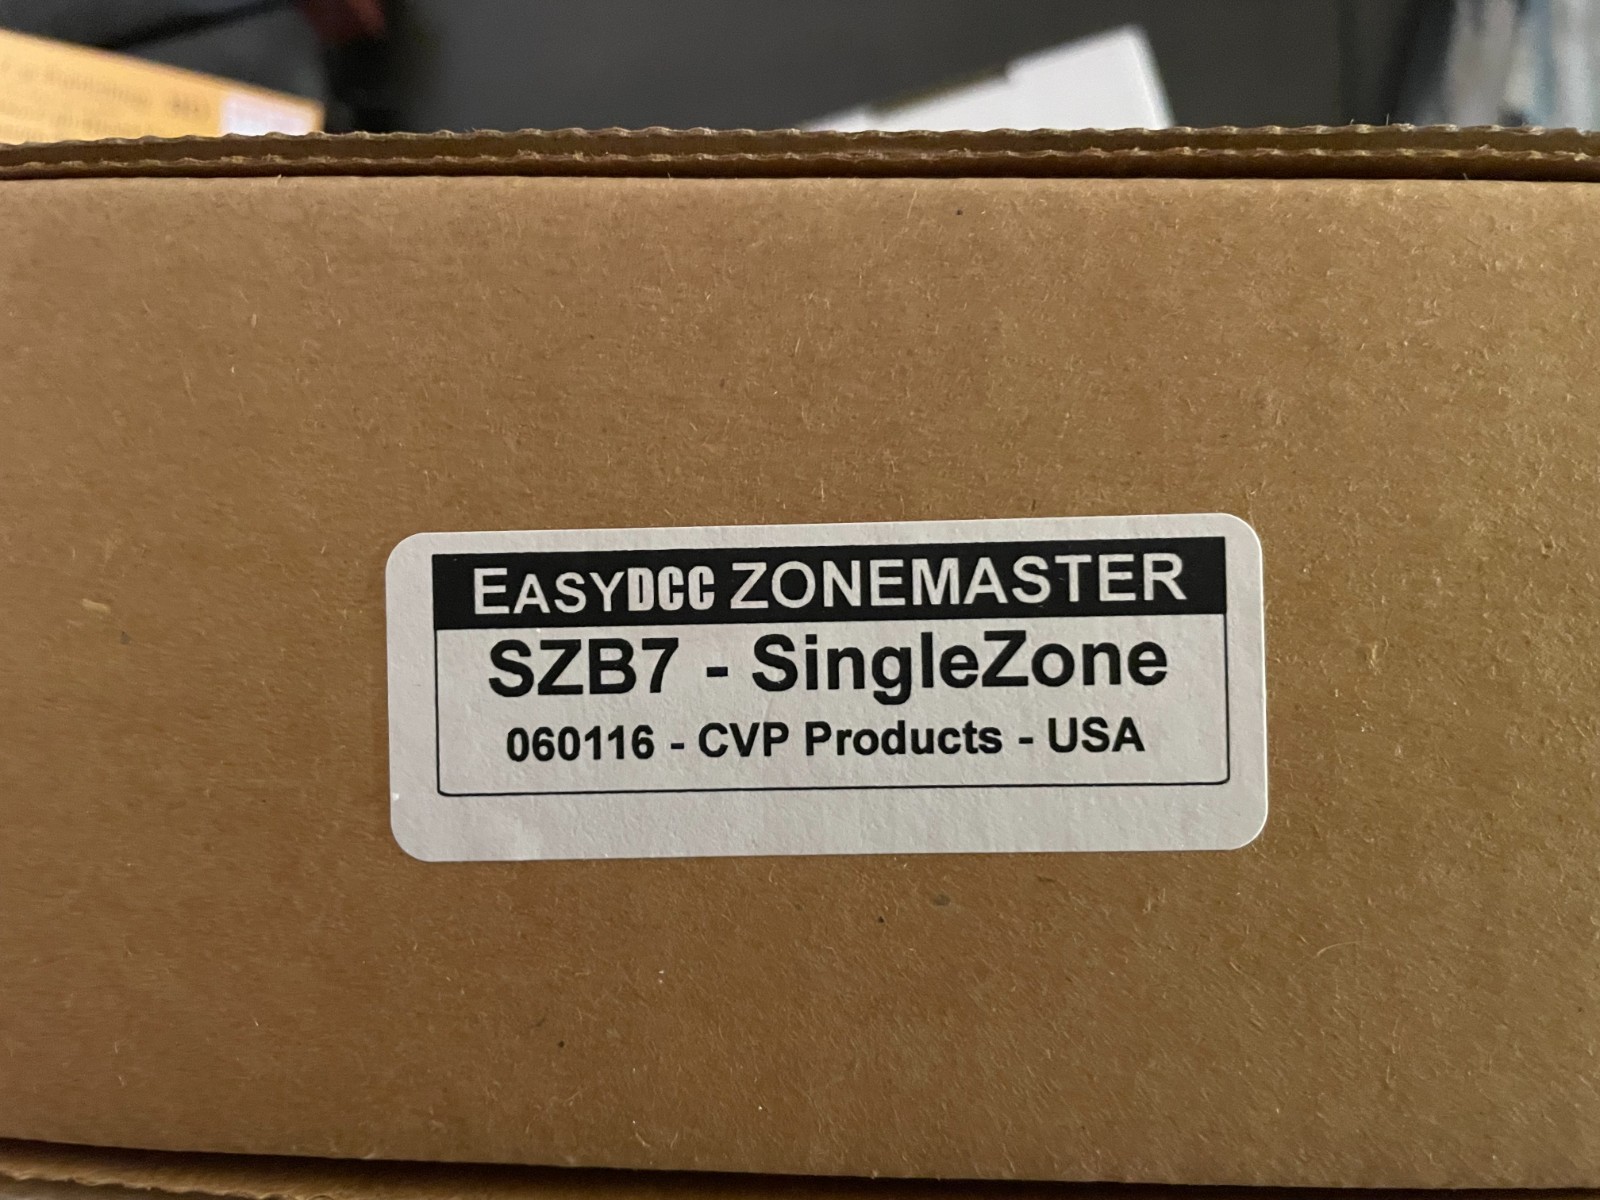 EASYDCC ZONEMASTER
SZB7 - SingleZone
060116 - CVP Products - USA